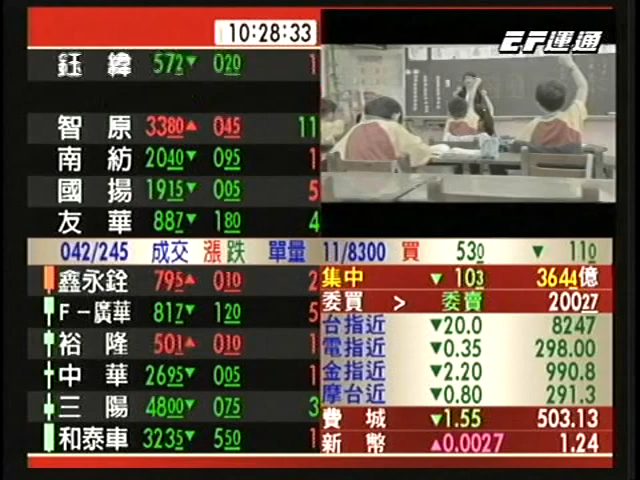 10:28:33
EF運通
鈺緯 572▼ 020 1
智原 3380▲ 045 11
南紡 2040▼ 095 1
國揚 1915▼ 005 5
友華 887▼ 180 4
042/245 成交 漲跌 單量 11/8300 買 530 ▼ 110
鑫永銓 795▲ 010 2
F－廣華 817▼ 120 5
裕隆 501▲ 010 1
中華 2695▼ 005 1
三陽 4800▼ 075 3
和泰車 3235▼ 550 1
集中 ▼ 103 3644億
委買 > 委賣 20027
台指近 ▼20.0 8247
電指近 ▼0.35 298.00
金指近 ▼2.20 990.8
摩台近 ▼0.80 291.3
費城 ▼1.55 503.13
新幣 ▲0.0027 1.24